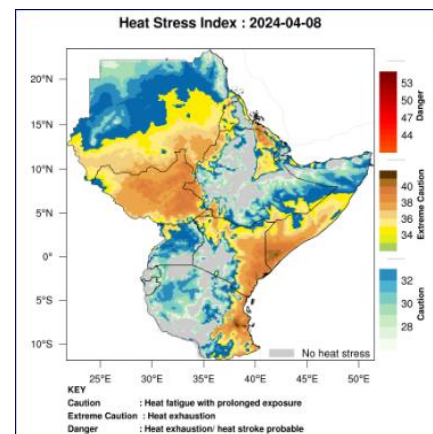 Heat Stress Index : 2024-04-08
20°N
15°N
10°N
5°N
0°
5°S
10°S
25°E 30°E 35°E 40°E 45°E 50°E
53
50
47
44
Danger
40
38
36
34
Extreme Caution
32
30
28
Caution
No heat stress
KEY
Caution : Heat fatigue with prolonged exposure
Extreme Caution : Heat exhaustion
Danger : Heat exhaustion/ heat stroke probable